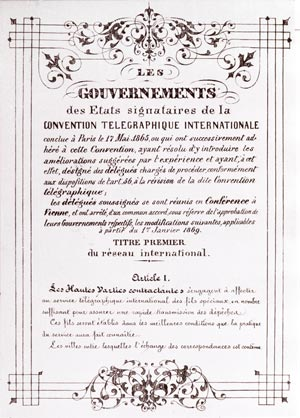 LES
GOUVERNEMENTS
des Etats signataires de la
CONVENTION TELEGRAPHIQUE INTERNATIONALE
conclue à Paris le 17 Mai 1865, ou qui ont successivement ad-
héré à cette Convention, ayant résolu d'y introduire les
améliorations suggérées par l'expérience et ayant, à cet
effet, désigné des délégués chargés de procéder, conformément
aux dispositions de l'art. 56, à la révision de la dite Convention
télégraphique;
les délégués soussignés se sont réunis en Conférence à
Vienne, et ont arrêté, d'un commun accord, sous réserve de l'approbation de
leurs Gouvernements respectifs, les modifications suivantes, applicables
à partir du 1er Janvier 1869.
TITRE PREMIER
du réseau international.
Article 1.
Les Hautes Parties contractantes s'engagent à affecter
au service télégraphique international des fils spéciaux, en nombre
suffisant pour assurer une rapide transmission des dépêches.
Ces fils seront établis dans les meilleures conditions que la pratique
du service aura fait connaître.
Les villes entre lesquelles l'échange des correspondances est continu